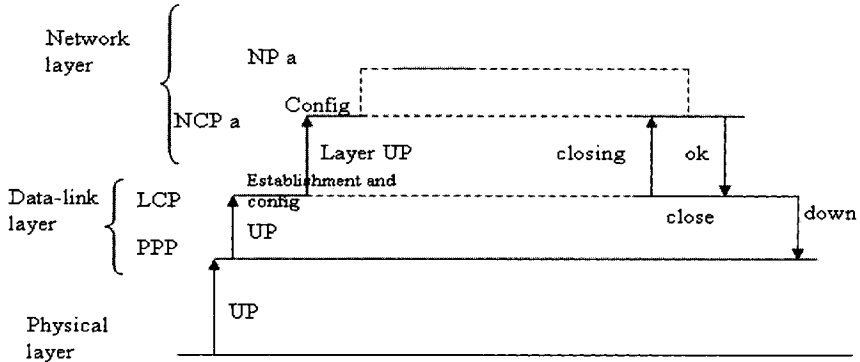 Network
layer
NP a
Config
NCP a
Layer UP
closing
ok
Establishment and
config
Data-link
layer
LCP
close
down
UP
PPP
UP
Physical
layer